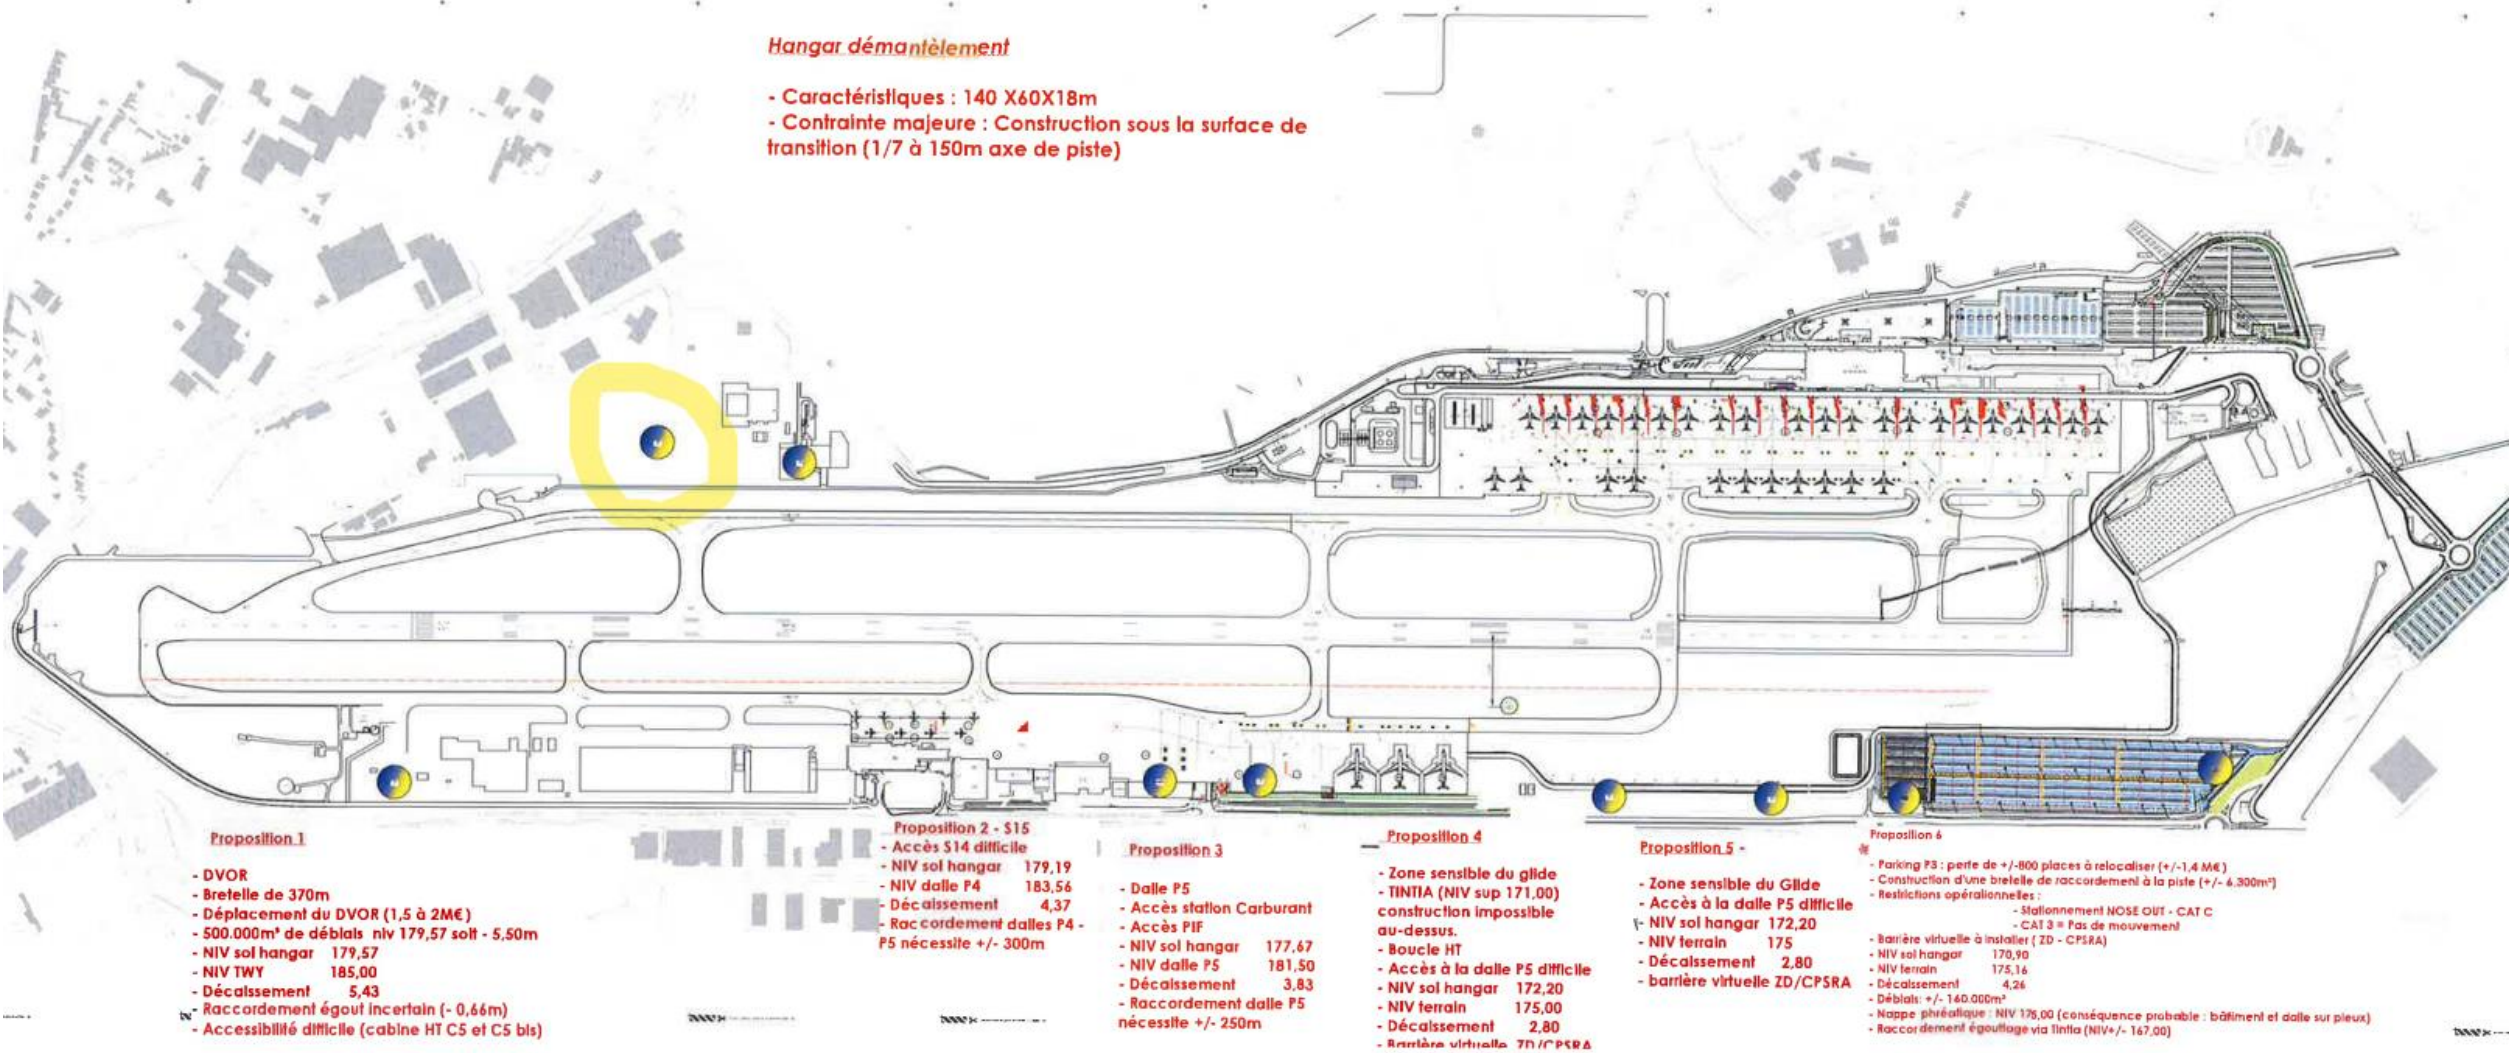 Hangar démantèlement
- Caractéristiques : 140 X60X18m
- Contrainte majeure : Construction sous la surface de
transition (1/7 à 150m axe de piste)
Proposition 1
- DVOR
- Bretelle de 370m
- Déplacement du DVOR (1,5 à 2M€)
- 500.000m³ de déblais niv 179,57 soit - 5,50m
- NIV sol hangar 179,57
- NIV TWY 185,00
- Décaissement 5,43
- Raccordement égout incertain (- 0,66m)
- Accessibilité difficile (cabine HT C5 et C5 bis)
Proposition 2 - S15
- Accès S14 difficile
- NIV sol hangar 179,19
- NIV dalle P4 183,56
- Décaissement 4,37
- Raccordement dalles P4 -
P5 nécessite +/- 300m
Proposition 3
- Dalle P5
- Accès station Carburant
- Accès PIF
- NIV sol hangar 177,67
- NIV dalle P5 181,50
- Décaissement 3,83
- Raccordement dalle P5
nécessite +/- 250m
Proposition 4
- Zone sensible du glide
- TINTIA (NIV sup 171,00)
construction impossible
au-dessus.
- Boucle HT
- Accès à la dalle P5 difficile
- NIV sol hangar 172,20
- NIV terrain 175,00
- Décaissement 2,80
- Barrière virtuelle ZD/CPSRA
Proposition 5 -
- Zone sensible du Glide
- Accès à la dalle P5 difficile
- NIV sol hangar 172,20
- NIV terrain 175
- Décaissement 2,80
- barrière virtuelle ZD/CPSRA
Proposition 6
- Parking P3 : perte de +/-800 places à relocaliser (+/-1,4 M€)
- Construction d'une bretelle de raccordement à la piste (+/- 6.300m²)
- Restrictions opérationnelles :
- Stationnement NOSE OUT - CAT C
- CAT 3 = Pas de mouvement
- Barrière virtuelle à installer ( ZD - CPSRA)
- NIV sol hangar 170,90
- NIV terrain 175,16
- Décaissement 4,26
- Déblais: +/- 160.000m³
- Nappe phréatique : NIV 175,00 (conséquence probable : bâtiment et dalle sur pieux)
- Raccordement égouttage via Tintia (NIV+/- 167,00)